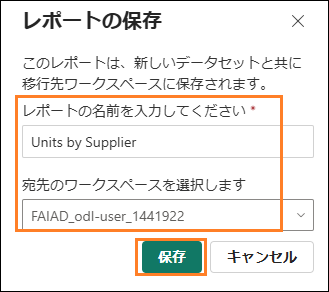 レポートの保存
このレポートは、新しいデータセットと共に
移行先ワークスペースに保存されます。
レポートの名前を入力してください *
Units by Supplier
宛先のワークスペースを選択します
FAIAD_odl-user_1441922
保存
キャンセル